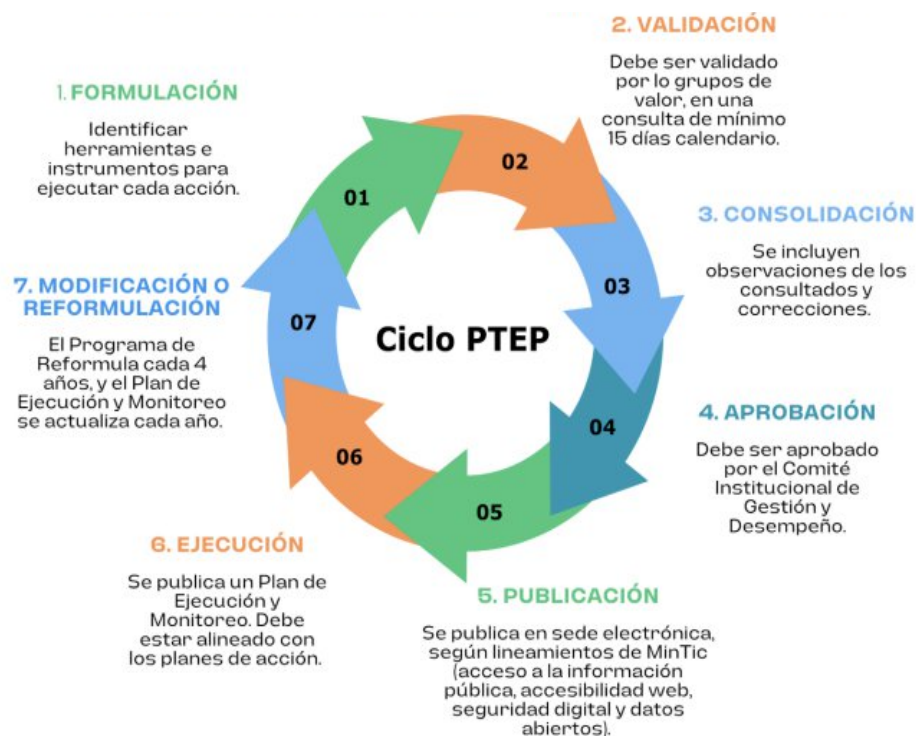 1. FORMULACIÓN
Identificar
herramientas e
instrumentos para
ejecutar cada acción.
2. VALIDACIÓN
Debe ser validado
por lo grupos de
valor, en una
consulta de mínimo
15 días calendario.
3. CONSOLIDACIÓN
Se incluyen
observaciones de los
consultados y
correcciones.
4. APROBACIÓN
Debe ser aprobado
por el Comité
Institucional de
Gestión y
Desempeño.
5. PUBLICACIÓN
Se publica en sede electrónica,
según lineamientos de MinTic
(acceso a la información
pública, accesibilidad web,
seguridad digital y datos
abiertos).
6. EJECUCIÓN
Se publica un Plan de
Ejecución y
Monitoreo. Debe
estar alineado con
los planes de acción.
7. MODIFICACIÓN O
REFORMULACIÓN
El Programa de
Reformula cada 4
años, y el Plan de
Ejecución y Monitoreo
se actualiza cada año.
Ciclo PTEP
01
02
03
04
05
06
07